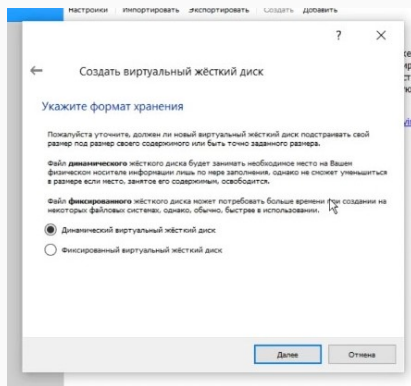 Настройки Импортировать Экспортировать Создать Добавить
?
Создать виртуальный жёсткий диск
Укажите формат хранения
Пожалуйста уточните, должен ли новый виртуальный жёсткий диск подстраивать свой
размер под размер своего содержимого или быть точно заданного размера.
Файл динамического жёсткого диска будет занимать необходимое место на Вашем
физическом носителе информации лишь по мере заполнения, однако не сможет уменьшиться
в размере если место, занятое его содержимым, освободится.
Файл фиксированного жёсткого диска может потребовать больше времени при создании на
некоторых файловых системах, однако, обычно, быстрее в использовании.
Динамический виртуальный жёсткий диск
Фиксированный виртуальный жёсткий диск
Далее Отмена